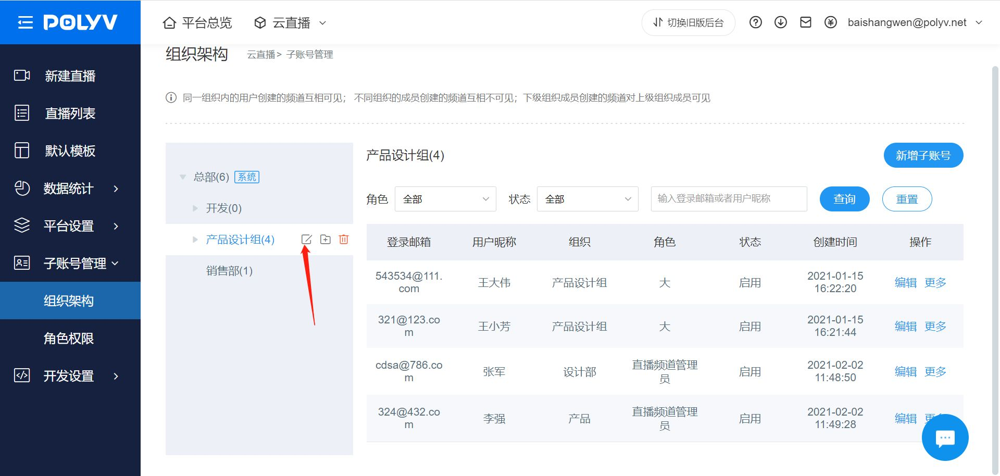 POLYV
平台总览
云直播
切换旧版后台
baishangwen@polyv.net
新建直播
直播列表
默认模板
数据统计
平台设置
子账号管理
组织架构
角色权限
开发设置
组织架构
云直播> 子账号管理
同一组织内的用户创建的频道互相可见； 不同组织的成员创建的频道互相不可见；下级组织成员创建的频道对上级组织成员可见
总部(6) 系统
开发(0)
产品设计组(4)
销售部(1)
产品设计组(4)
新增子账号
角色 全部 状态 全部 输入登录邮箱或者用户昵称 查询 重置
登录邮箱 用户昵称 组织 角色 状态 创建时间 操作
543534@111.com 王大伟 产品设计组 大 启用 2021-01-15 16:22:20 编辑 更多
321@123.com 王小芳 产品设计组 大 启用 2021-01-15 16:21:44 编辑 更多
cdsa@786.com 张军 设计部 直播频道管理员 启用 2021-02-02 11:48:50 编辑 更多
324@432.com 李强 产品 直播频道管理员 启用 2021-02-02 11:49:28 编辑 更多